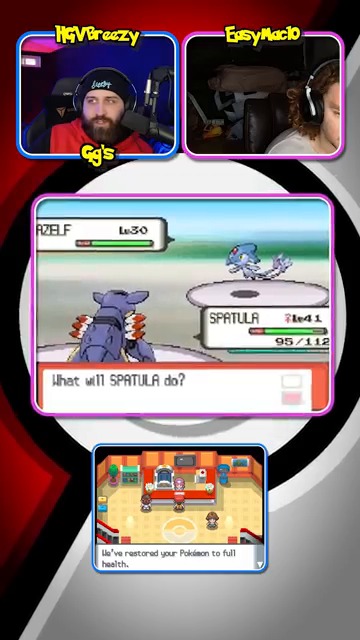 HGVBreezy
EasyMac10
Gg's
AZELF Lv30
SPATULA ♀Lv41
95/112
What will SPATULA do?
We've restored your Pokémon to full
health.